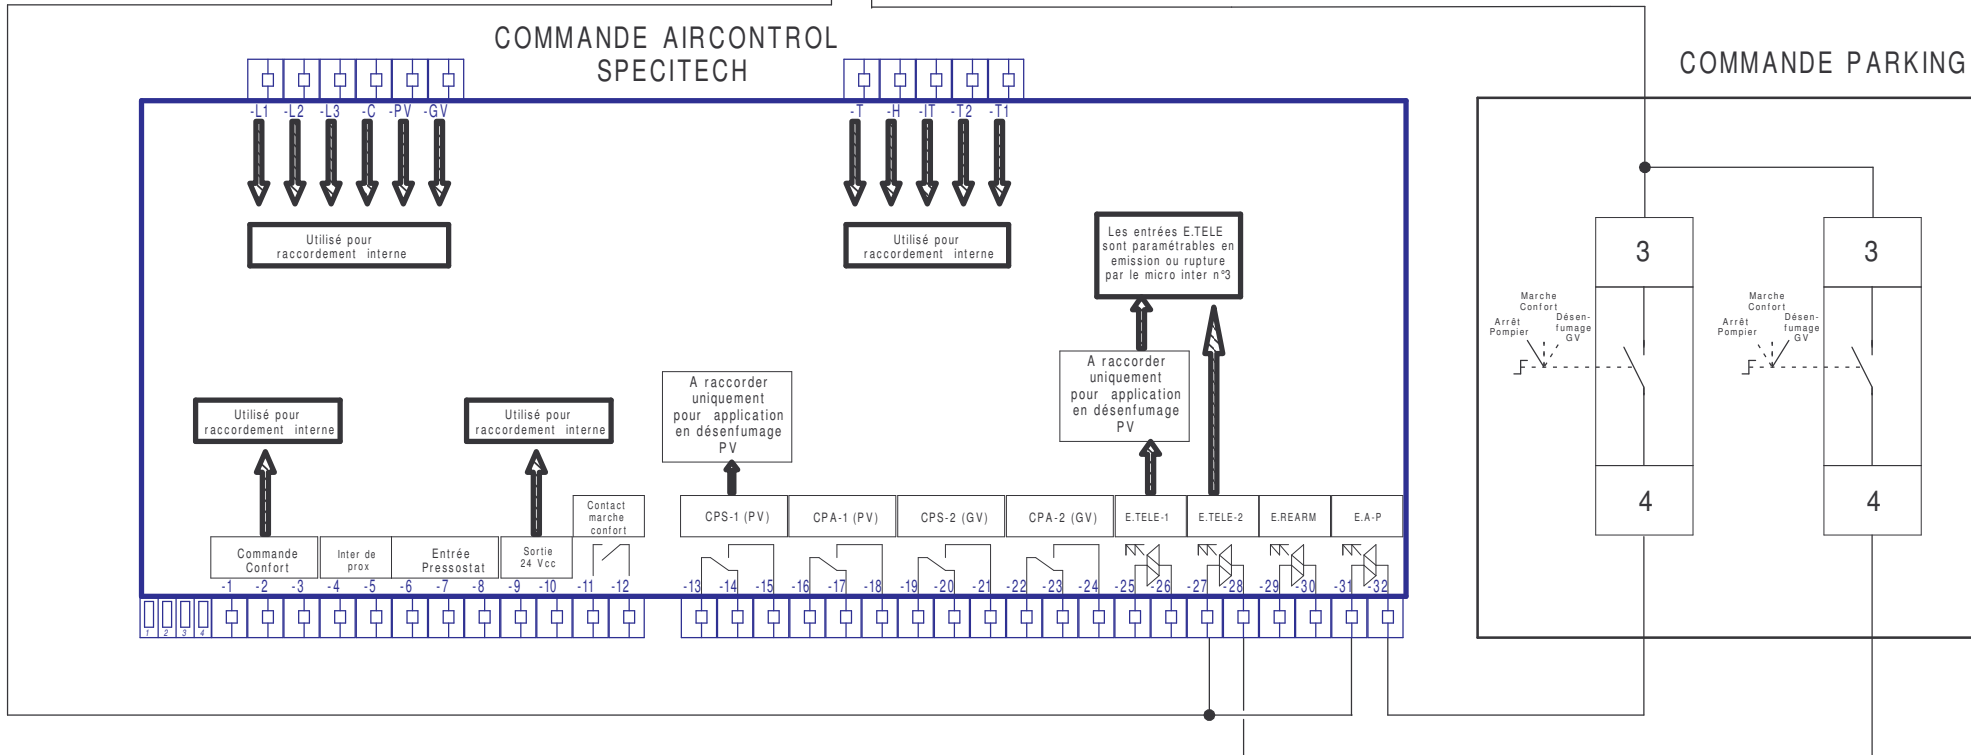 COMMANDE AIRCONTROL
SPECITECH
COMMANDE PARKING
-L1 -L2 -L3 -C -PV -GV
-T -H -IT -T2 -T1
Utilisé pour
raccordement interne
Utilisé pour
raccordement interne
Les entrées E.TELE
sont paramétrables en
emission ou rupture
par le micro inter n°3
3
3
Marche
Confort
Arrêt
Pompier
Désen-
fumage
GV
Marche
Confort
Arrêt
Pompier
Désen-
fumage
GV
A raccorder
uniquement
pour application
en désenfumage
PV
A raccorder
uniquement
pour application
en désenfumage
PV
Utilisé pour
raccordement interne
Utilisé pour
raccordement interne
4
4
Contact
marche
confort
CPS-1 (PV)
CPA-1 (PV)
CPS-2 (GV)
CPA-2 (GV)
E.TELE-1
E.TELE-2
E.REARM
E.A-P
Commande
Confort
Inter de
prox
Entrée
Pressostat
Sortie
24 Vcc
-1 -2 -3 -4 -5 -6 -7 -8 -9 -10 -11 -12 -13 -14 -15 -16 -17 -18 -19 -20 -21 -22 -23 -24 -25 -26 -27 -28 -29 -30 -31 -32
1 2 3 4